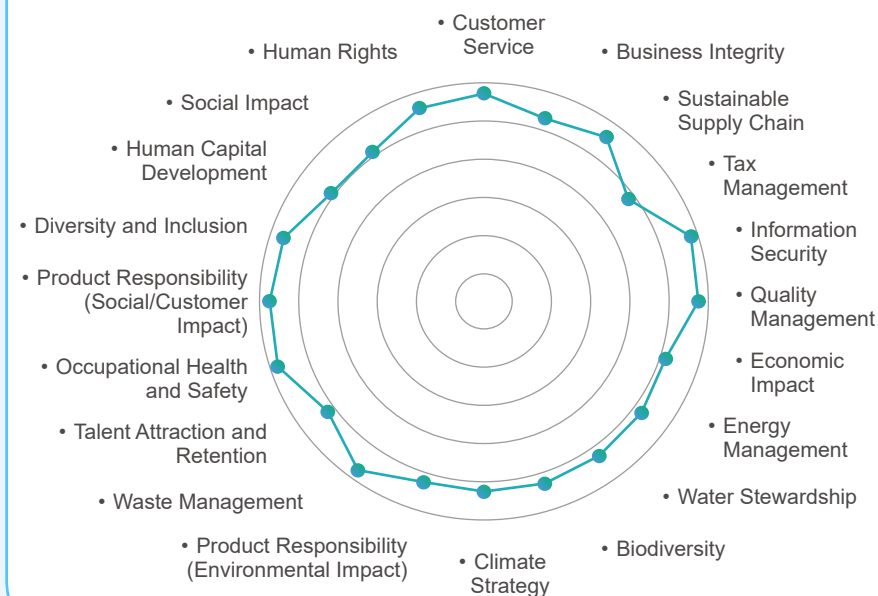 • Customer
Service
• Business Integrity
• Sustainable
Supply Chain
• Tax
Management
• Information
Security
• Quality
Management
• Economic
Impact
• Energy
Management
• Water Stewardship
• Biodiversity
• Climate
Strategy
• Product Responsibility
(Environmental Impact)
• Waste Management
• Talent Attraction and
Retention
• Occupational Health
and Safety
• Product Responsibility
(Social/Customer
Impact)
• Diversity and Inclusion
• Human Capital
Development
• Social Impact
• Human Rights